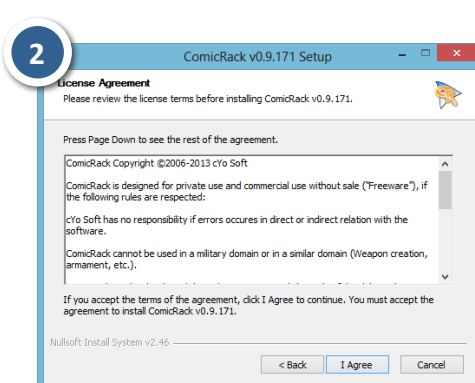 2
ComicRack v0.9.171 Setup
License Agreement
Please review the license terms before installing ComicRack v0.9.171.
Press Page Down to see the rest of the agreement.
ComicRack Copyright ©2006-2013 cYo Soft
ComicRack is designed for private use and commercial use without sale ("Freeware"), if
the following rules are respected:
cYo Soft has no responsibility if errors occures in direct or indirect relation with the
software.
ComicRack cannot be used in a military domain or in a similar domain (Weapon creation,
armament, etc.).
If you accept the terms of the agreement, click I Agree to continue. You must accept the
agreement to install ComicRack v0.9.171.
Nullsoft Install System v2.46
< Back
I Agree
Cancel